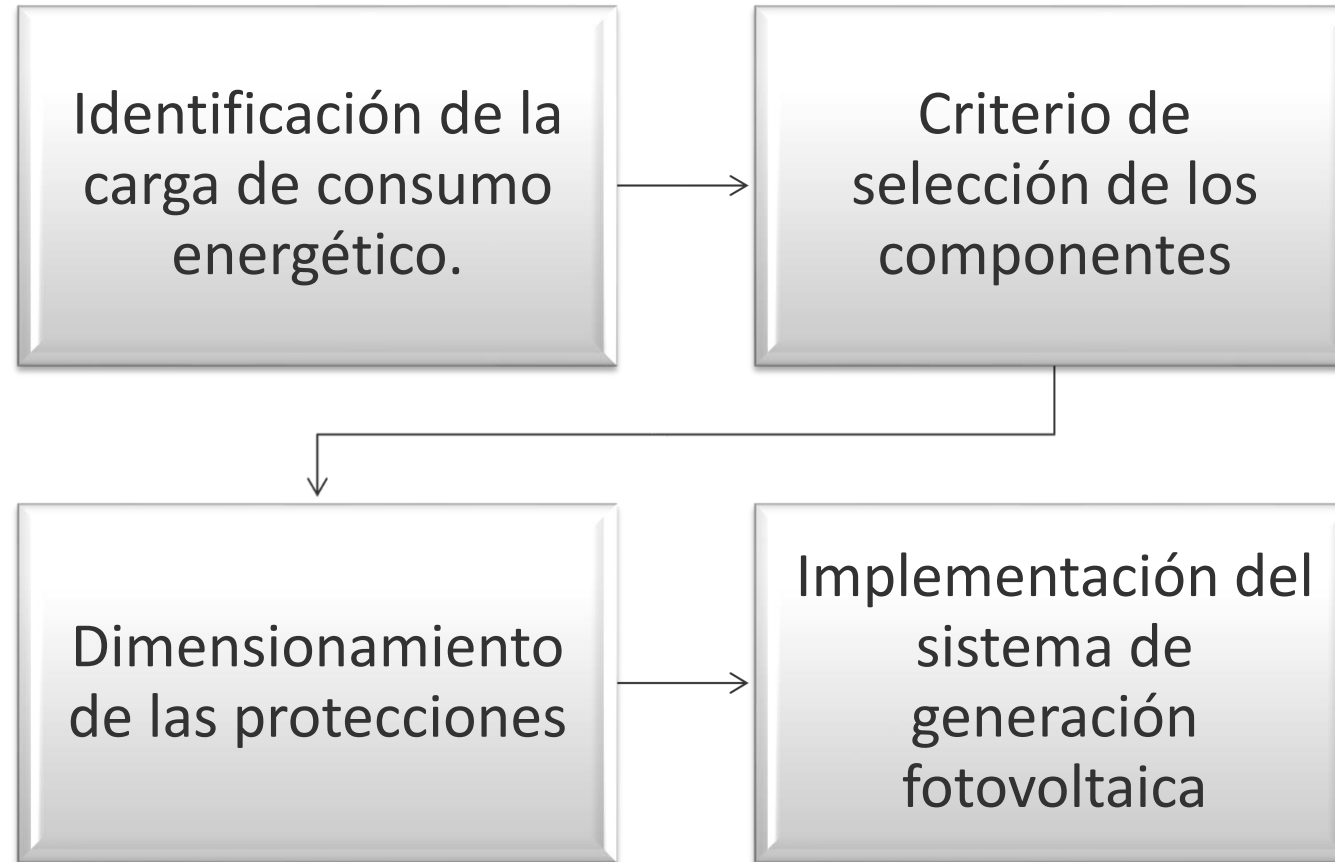 Identificación de la
carga de consumo
energético.
Criterio de
selección de los
componentes
Dimensionamiento
de las protecciones
Implementación del
sistema de
generación
fotovoltaica